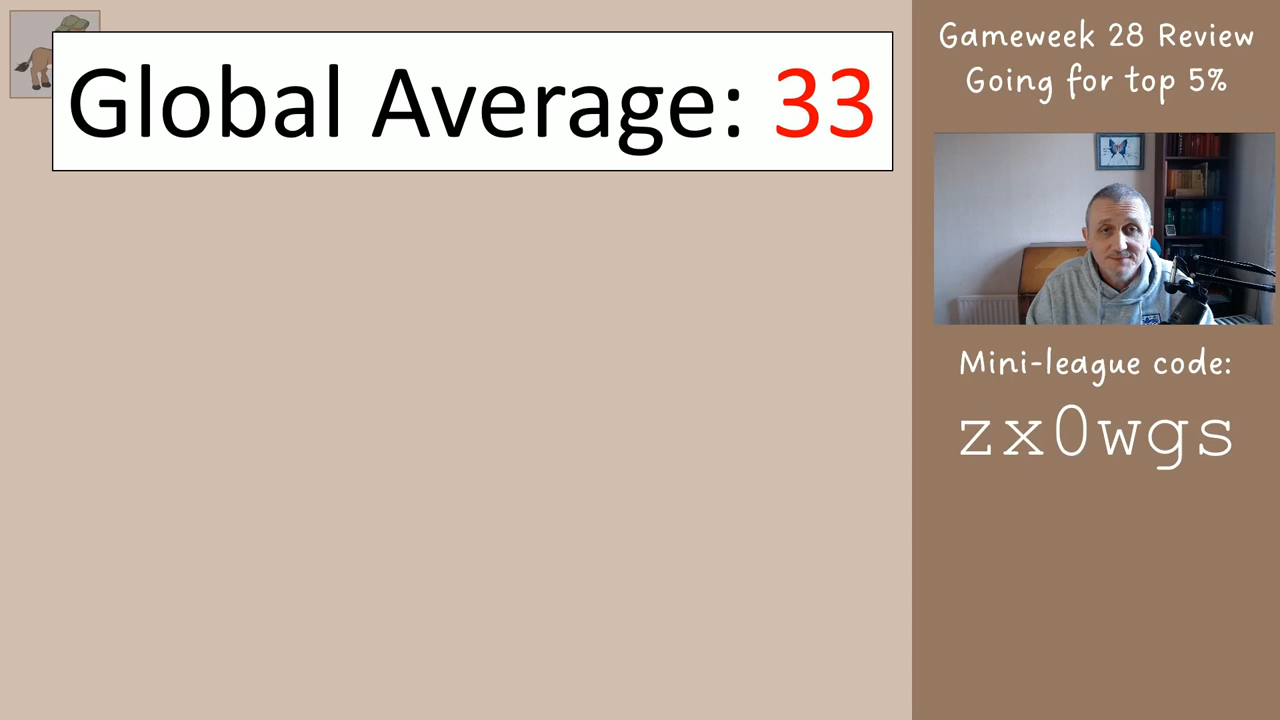 Global Average: 33
Gameweek 28 Review
Going for top 5%
Mini-league code:
zx0wgs